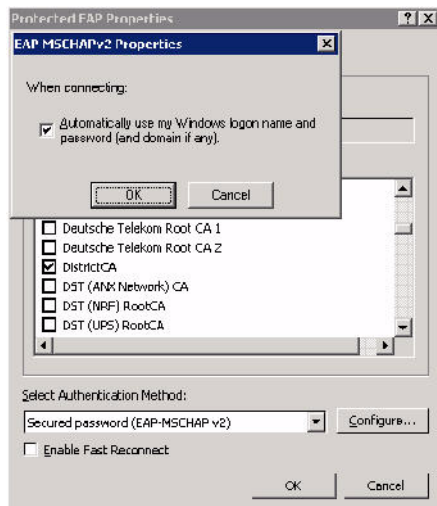 Protected EAP Properties
EAP MSCHAPv2 Properties
When connecting:
Automatically use my Windows logon name and
password (and domain if any).
OK
Cancel
Deutsche Telekom Root CA 1
Deutsche Telekom Root CA 2
DistrictCA
DST (ANX Network) CA
DST (NRF) RootCA
DST (UPS) RootCA
Select Authentication Method:
Secured password (EAP-MSCHAP v2)
Configure...
Enable Fast Reconnect
OK
Cancel